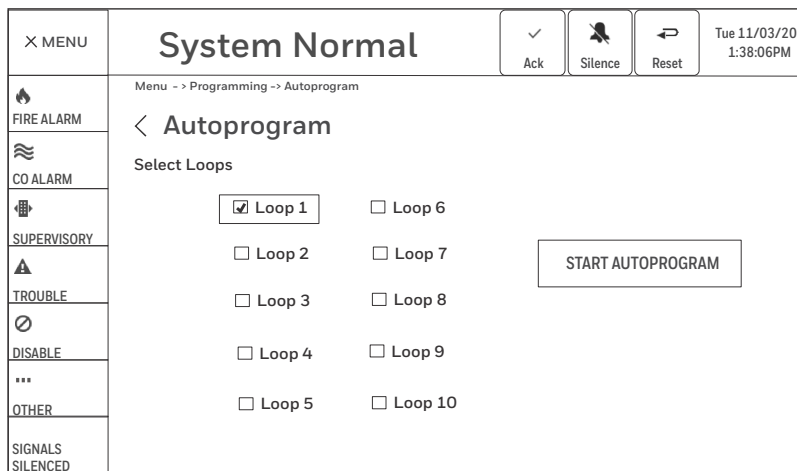 MENU
System Normal
Ack
Silence
Reset
Tue 11/03/20
1:38:06PM
Menu - > Programming -> Autoprogram
FIRE ALARM
CO ALARM
SUPERVISORY
TROUBLE
DISABLE
OTHER
SIGNALS
SILENCED
Autoprogram
Select Loops
Loop 1
Loop 6
Loop 2
Loop 7
Loop 3
Loop 8
Loop 4
Loop 9
Loop 5
Loop 10
START AUTOPROGRAM